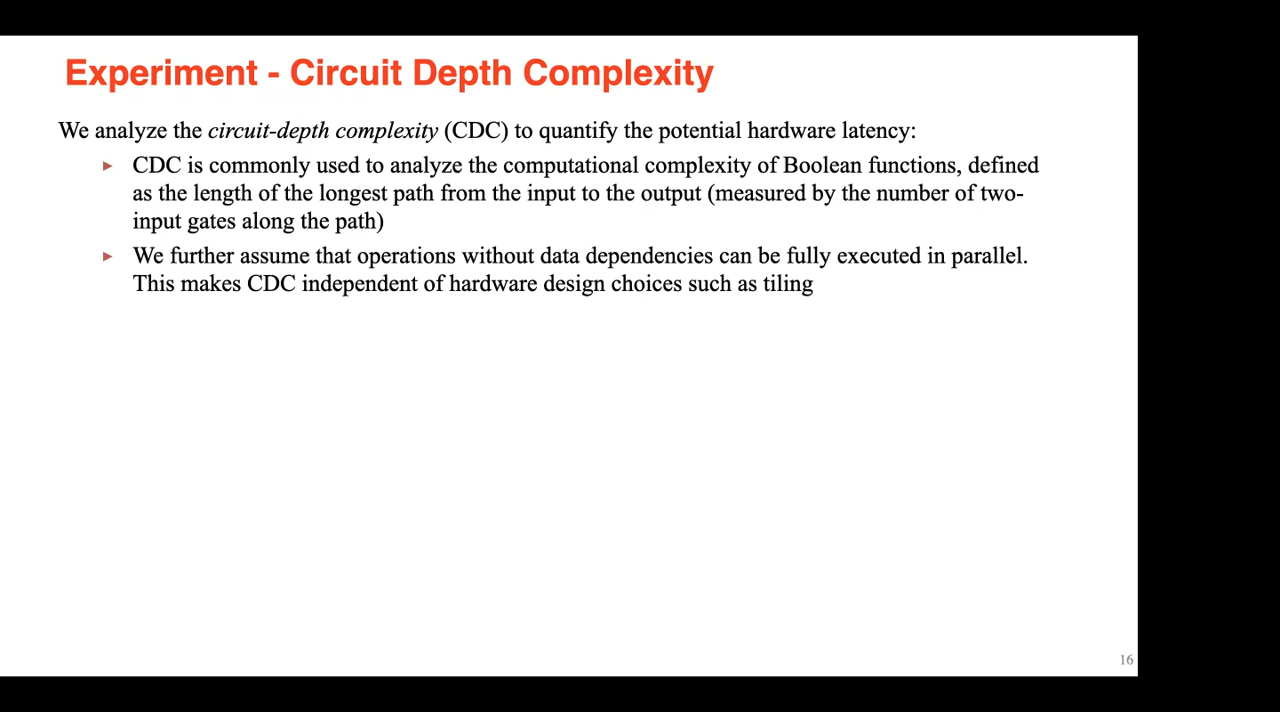 Experiment - Circuit Depth Complexity
We analyze the circuit-depth complexity (CDC) to quantify the potential hardware latency:
► CDC is commonly used to analyze the computational complexity of Boolean functions, defined
as the length of the longest path from the input to the output (measured by the number of two-
input gates along the path)
► We further assume that operations without data dependencies can be fully executed in parallel.
This makes CDC independent of hardware design choices such as tiling
16